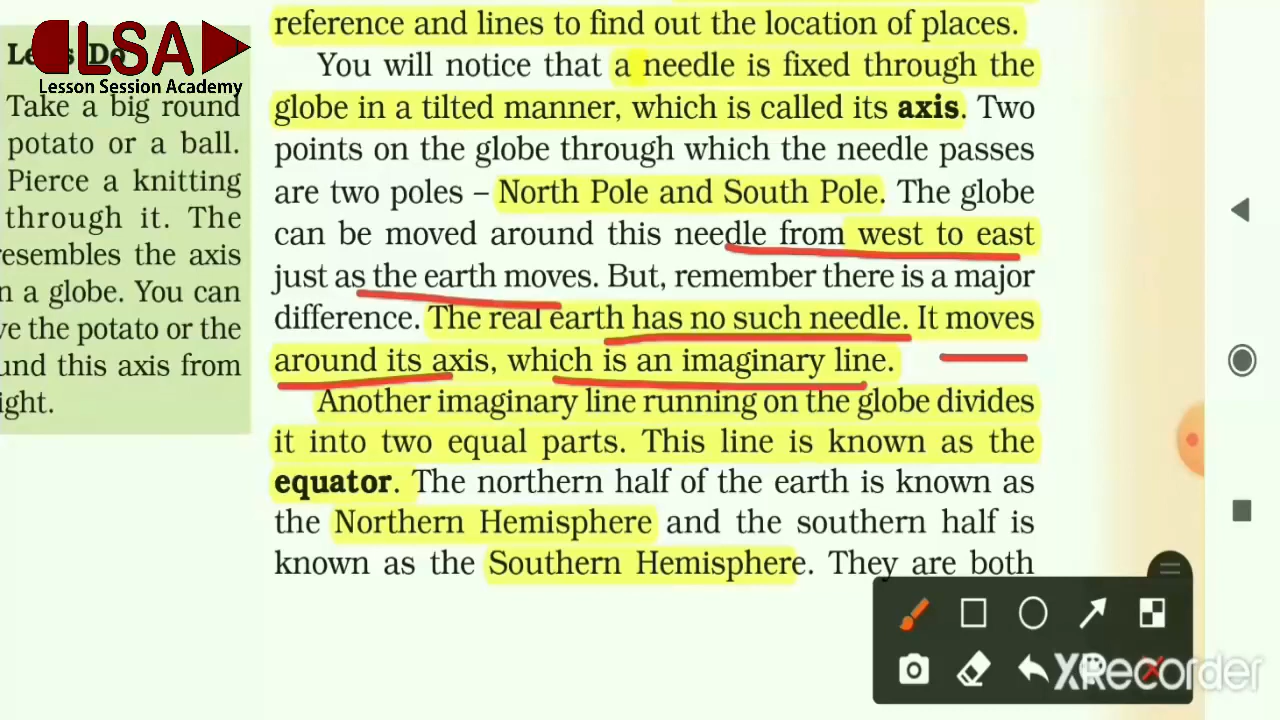 LSA
Lesson Session Academy
Take a big round
potato or a ball.
Pierce a knitting
through it. The
resembles the axis
n a globe. You can
ve the potato or the
und this axis from
ight.
reference and lines to find out the location of places.
You will notice that a needle is fixed through the
globe in a tilted manner, which is called its axis. Two
points on the globe through which the needle passes
are two poles – North Pole and South Pole. The globe
can be moved around this needle from west to east
just as the earth moves. But, remember there is a major
difference. The real earth has no such needle. It moves
around its axis, which is an imaginary line.
Another imaginary line running on the globe divides
it into two equal parts. This line is known as the
equator. The northern half of the earth is known as
the Northern Hemisphere and the southern half is
known as the Southern Hemisphere. They are both
XRecorder